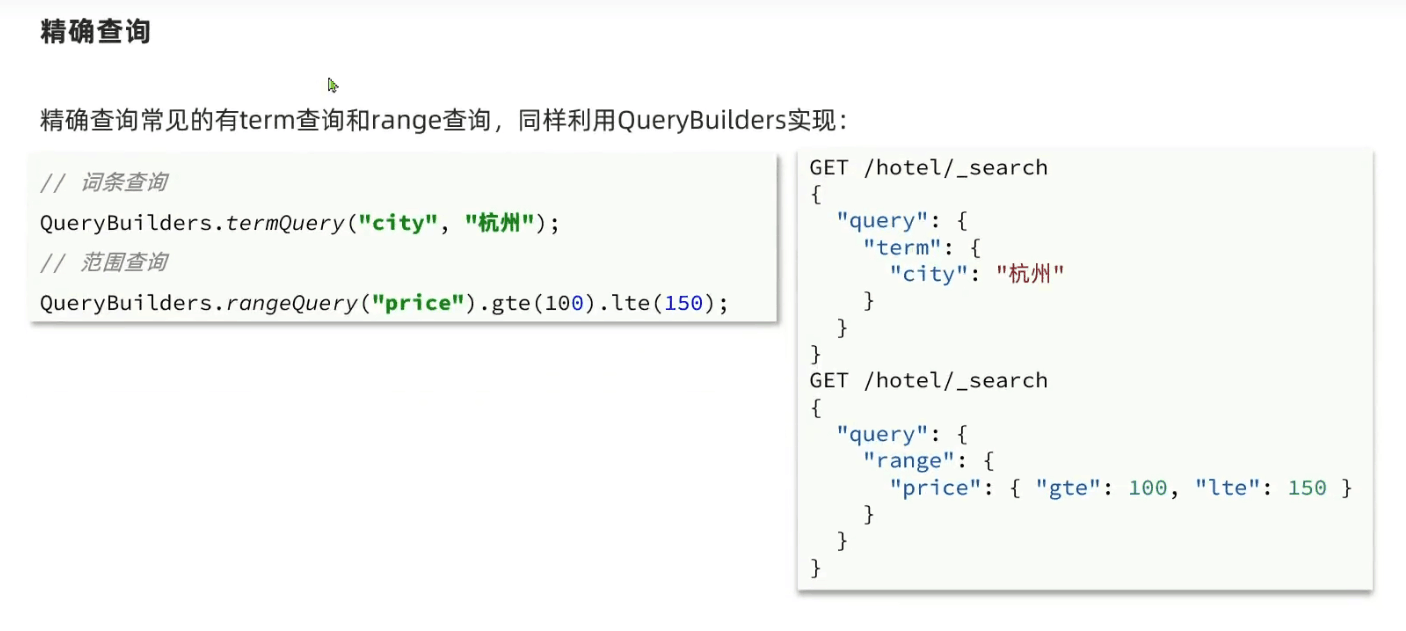 精确查询
精确查询常见的有term查询和range查询，同样利用QueryBuilders实现：
// 词条查询
QueryBuilders.termQuery("city", "杭州");
// 范围查询
QueryBuilders.rangeQuery("price").gte(100).lte(150);
GET /hotel/_search
{
  "query": {
    "term": {
      "city": "杭州"
    }
  }
}
GET /hotel/_search
{
  "query": {
    "range": {
      "price": { "gte": 100, "lte": 150 }
    }
  }
}